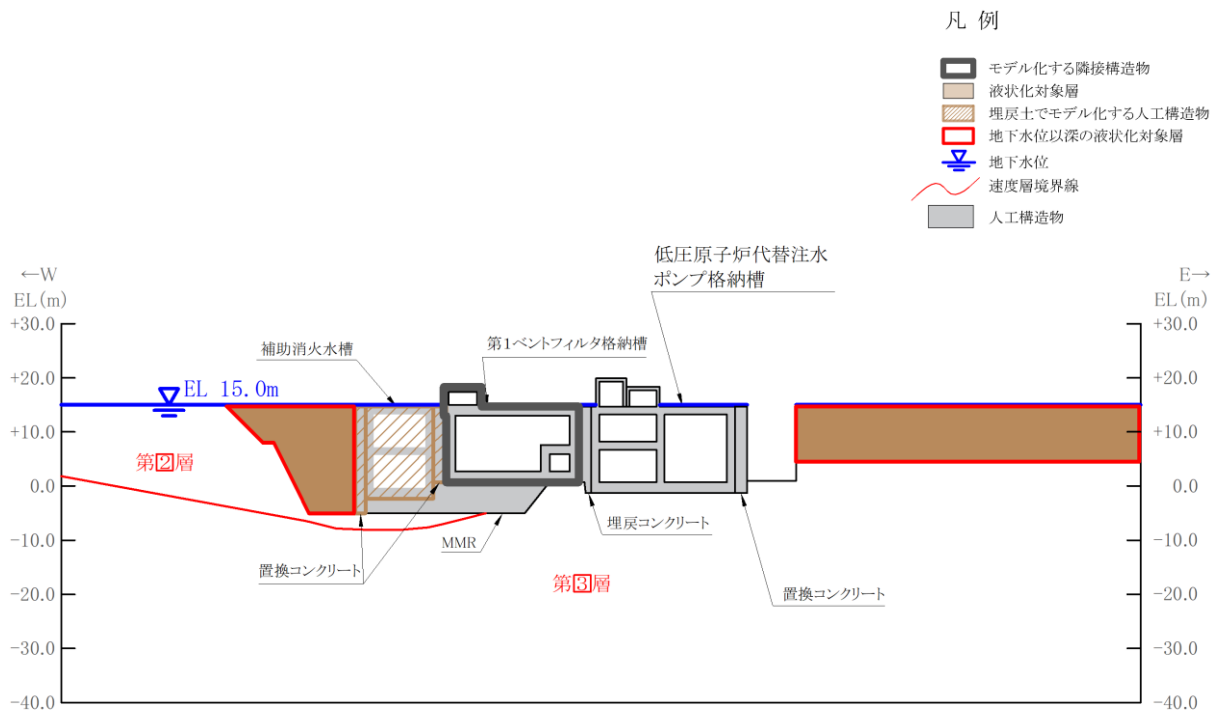 凡 例
モデル化する隣接構造物
液状化対象層
埋戻土でモデル化する人工構造物
地下水位以深の液状化対象層
地下水位
速度層境界線
人工構造物
←W
EL(m)
低圧原子炉代替注水
ポンプ格納槽
E→
EL(m)
+30.0
+20.0
+10.0
0.0
-10.0
-20.0
-30.0
-40.0
補助消火水槽
第1ベントフィルタ格納槽
EL 15.0m
第②層
置換コンクリート
MMR
埋戻コンクリート
第③層
置換コンクリート
+30.0
+20.0
+10.0
0.0
-10.0
-20.0
-30.0
-40.0